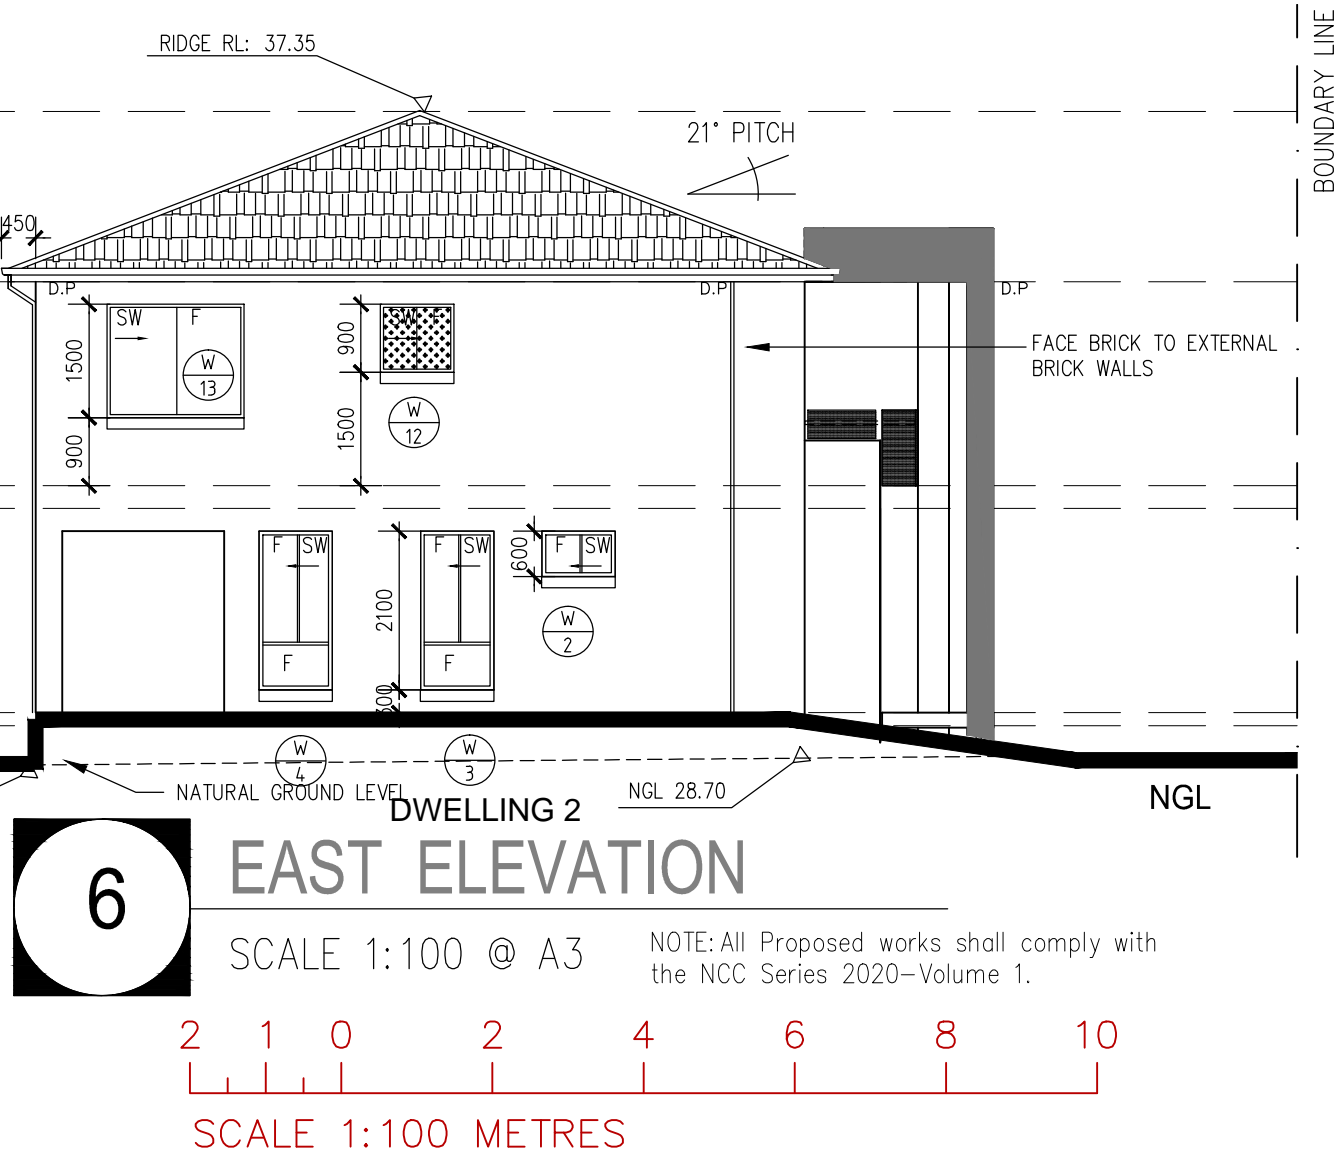 RIDGE RL: 37.35
BOUNDARY LINE
21° PITCH
450
D.P
D.P
D.P
SW F
SW F
1500
900
W
13
900
1500
W
12
FACE BRICK TO EXTERNAL
BRICK WALLS
F SW
F SW
F SW
600
2100
W
2
F
F
300
W
4
W
3
NATURAL GROUND LEVEL
NGL 28.70
NGL
DWELLING 2
6
EAST ELEVATION
SCALE 1:100 @ A3
NOTE: All Proposed works shall comply with
the NCC Series 2020-Volume 1.
2 1 0 2 4 6 8 10
SCALE 1:100 METRES